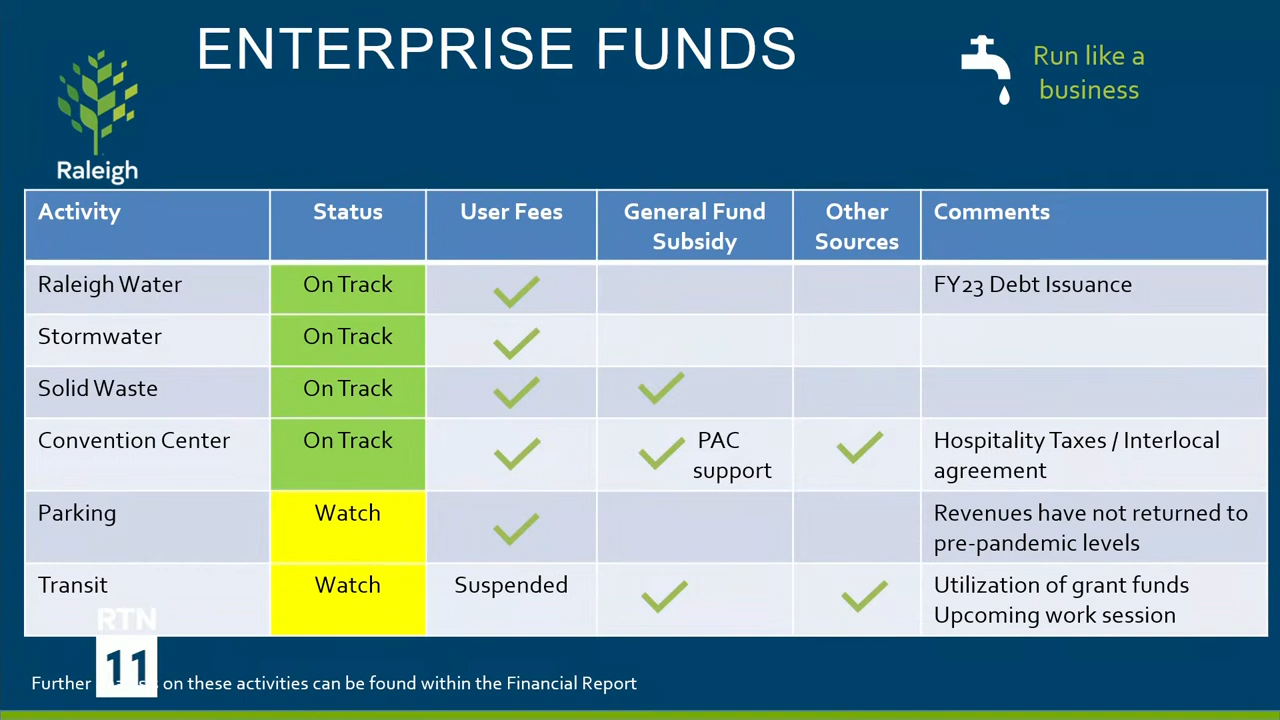 ENTERPRISE FUNDS
Run like a
business
Raleigh
Activity
Status
User Fees
General Fund
Subsidy
Other
Sources
Comments
Raleigh Water
On Track
FY23 Debt Issuance
Stormwater
On Track
Solid Waste
On Track
Convention Center
On Track
PAC
support
Hospitality Taxes / Interlocal
agreement
Parking
Watch
Revenues have not returned to
pre-pandemic levels
Transit
Watch
Suspended
Utilization of grant funds
Upcoming work session
RTN
11
Further on these activities can be found within the Financial Report